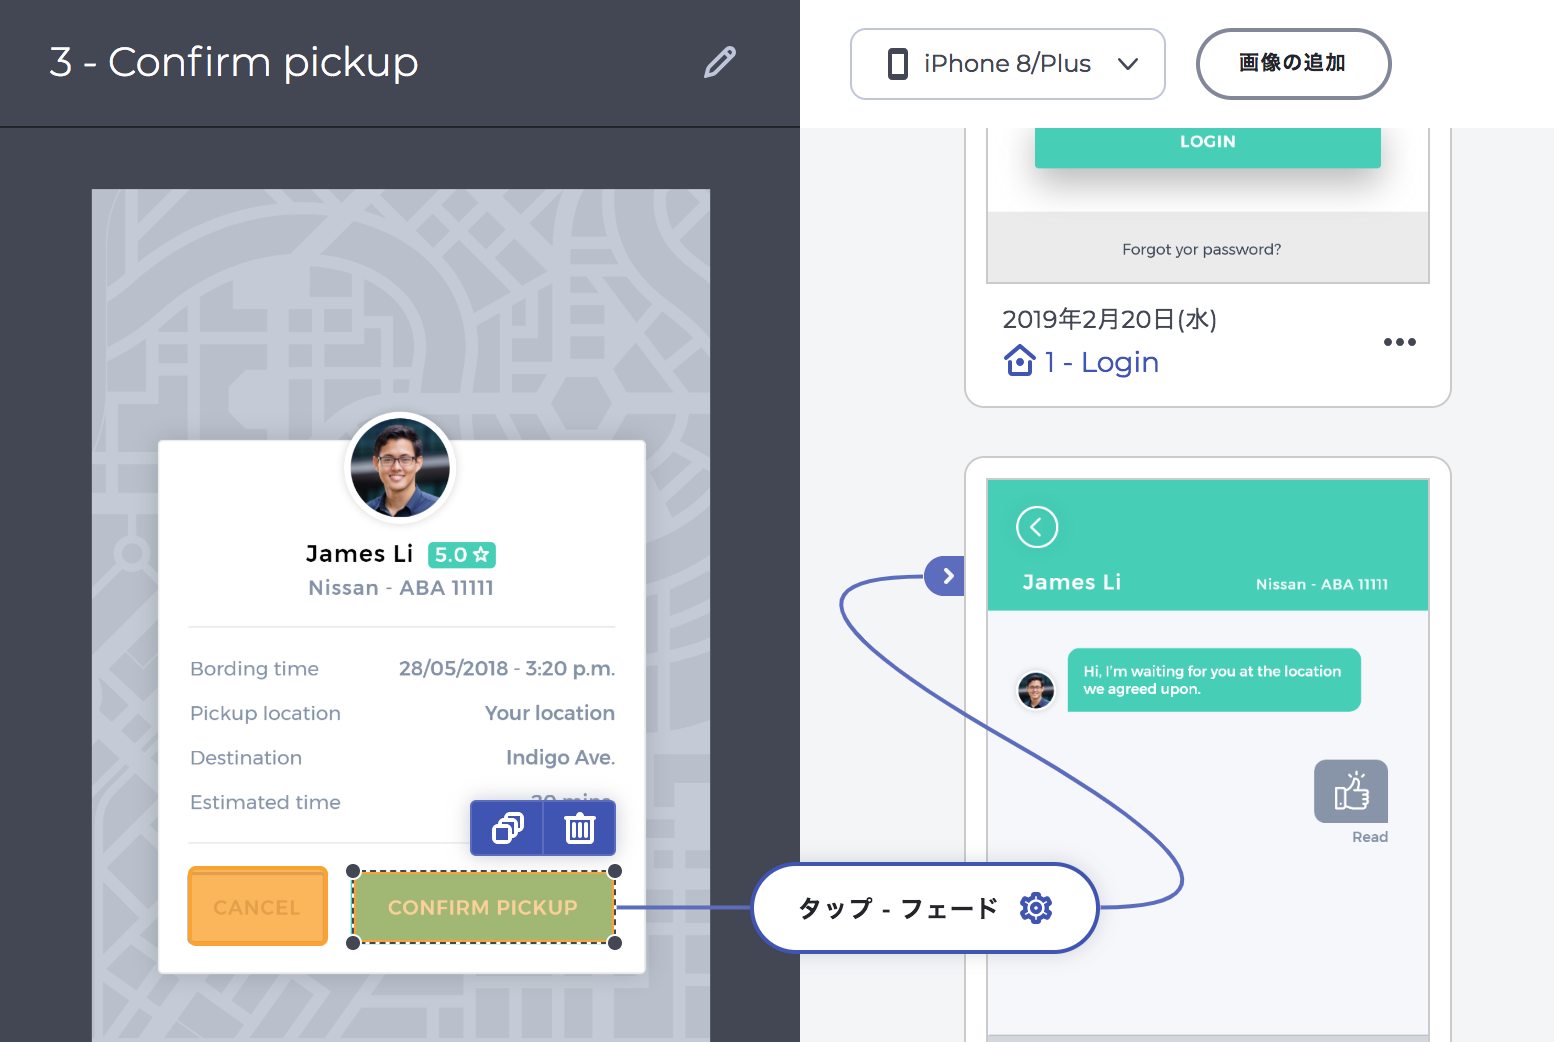 3 - Confirm pickup
iPhone 8/Plus
画像の追加
James Li 5.0
Nissan - ABA 11111
Bording time 28/05/2018 - 3:20 p.m.
Pickup location Your location
Destination Indigo Ave.
Estimated time 20 mins.
CANCEL
CONFIRM PICKUP
タップ - フェード
LOGIN
Forgot yor password?
2019年2月20日(水)
1 - Login
James Li
Nissan - ABA 11111
Hi, I'm waiting for you at the location
we agreed upon.
Read